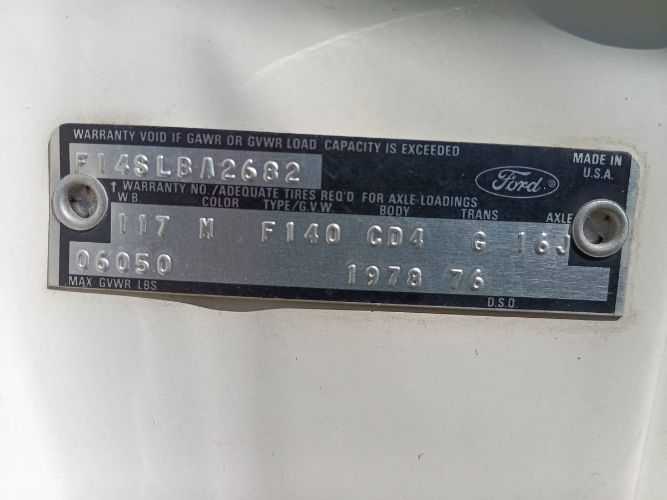 WARRANTY VOID IF GAWR OR GVWR LOAD CAPACITY IS EXCEEDED
F14SLBA2682
Ford ®
MADE IN
U.S.A.
↑ WARRANTY NO./ADEQUATE TIRES REQ'D FOR AXLE LOADINGS
W B COLOR TYPE/G.V.W. BODY TRANS AXLE
117 M F140 CD4 G 16J
06050 1978 76
MAX GVWR LBS D.S.O.